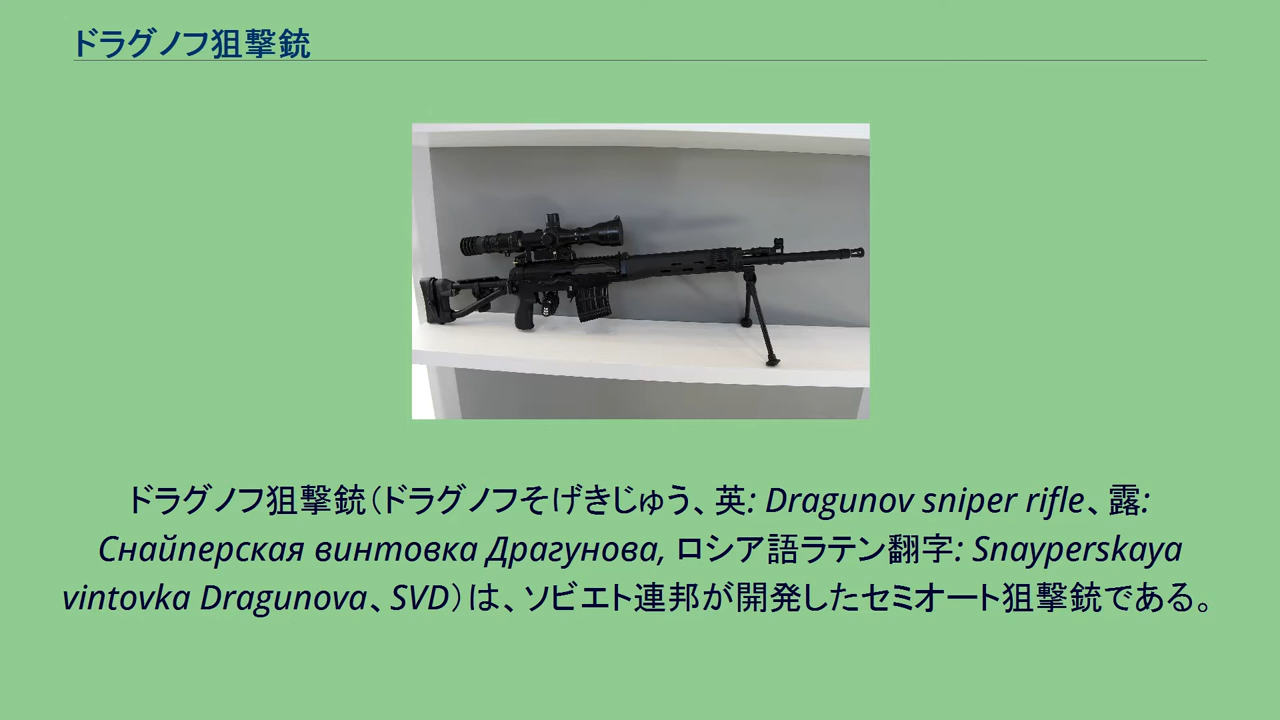 ドラグノフ狙撃銃
ドラグノフ狙撃銃（ドラグノフそげきじゅう、英: Dragunov sniper rifle、露:
Снайперская винтовка Драгунова, ロシア語ラテン翻字: Snayperskaya
vintovka Dragunova、SVD）は、ソビエト連邦が開発したセミオート狙撃銃である。